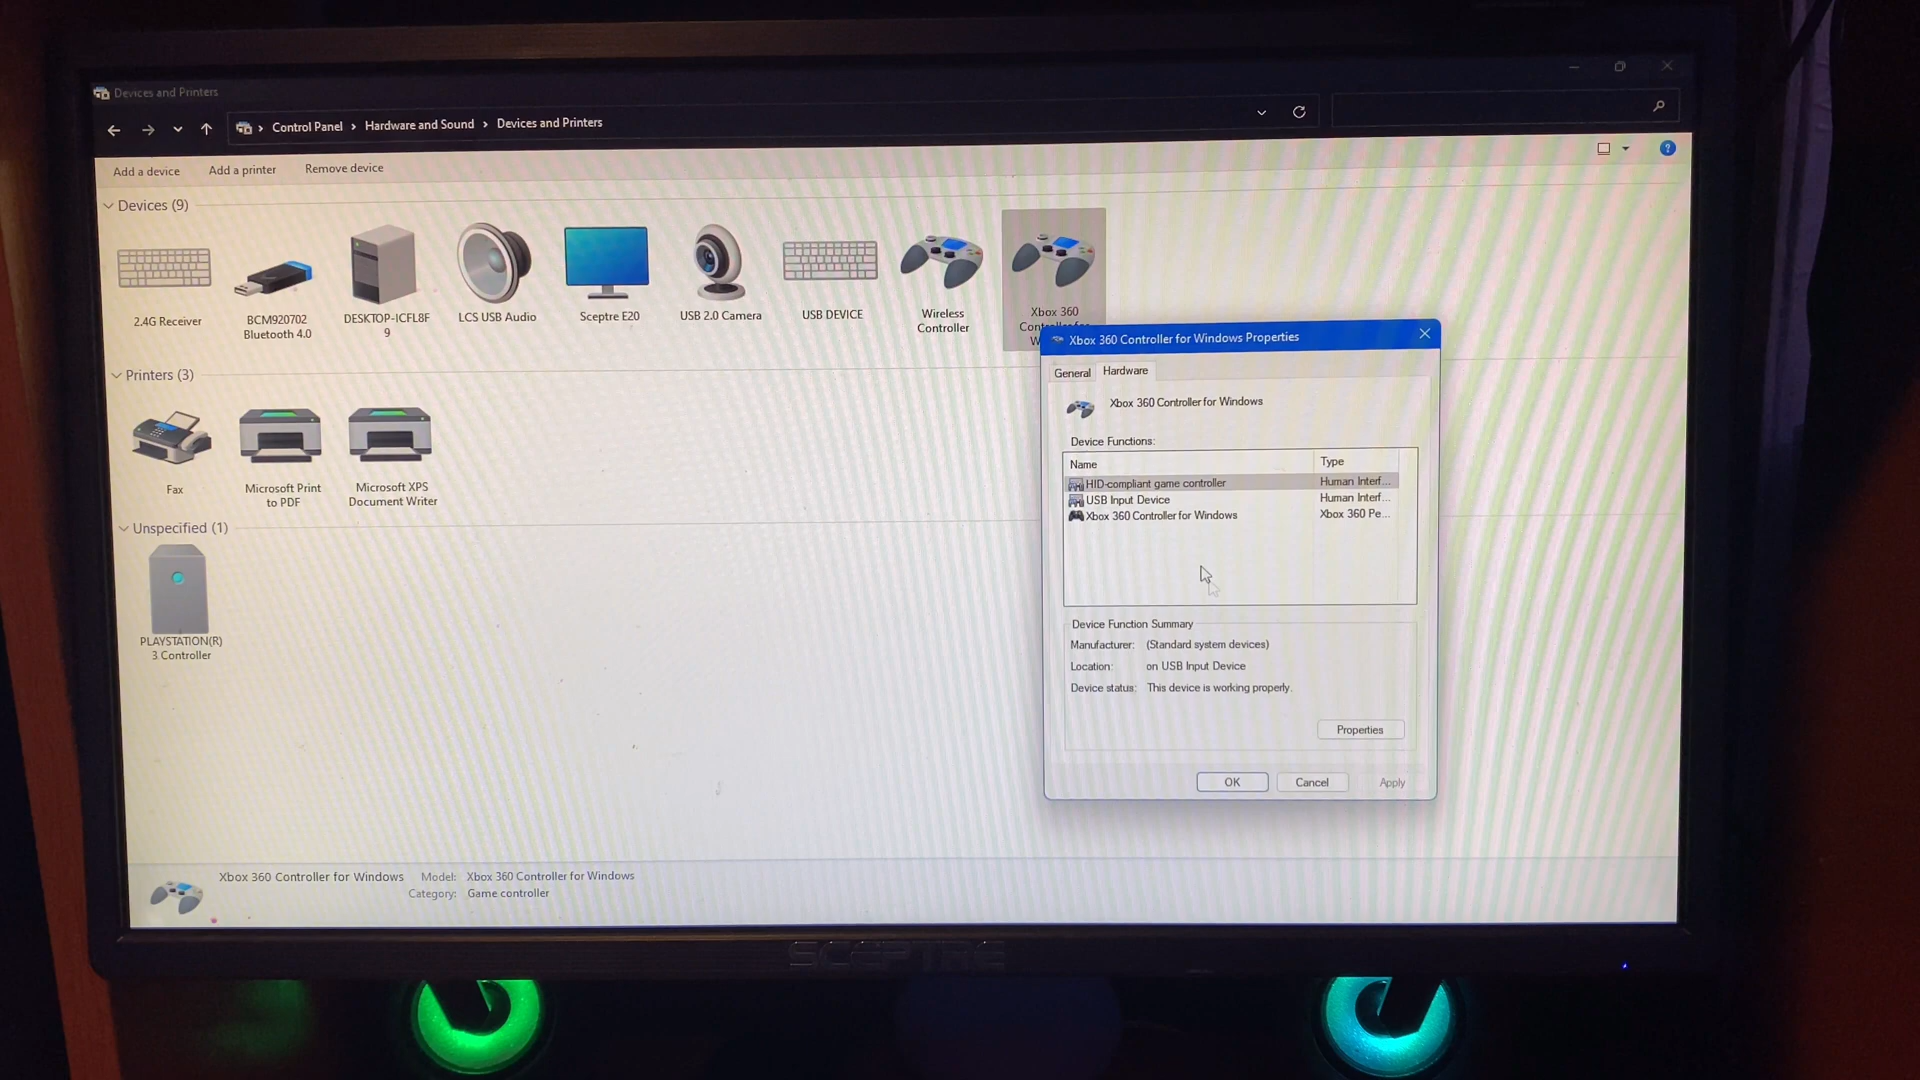 Devices and Printers
Control Panel > Hardware and Sound > Devices and Printers
Add a device Add a printer Remove device
?
Devices (9)
2.4G Receiver
BCM920702
Bluetooth 4.0
DESKTOP-ICFL8F
9
LCS USB Audio
Sceptre E20
USB 2.0 Camera
USB DEVICE
Wireless
Controller
Xbox 360
Xbox 360 Controller for Windows Properties
General Hardware
Xbox 360 Controller for Windows
Device Functions:
Name Type
HID-compliant game controller Human Interf...
USB Input Device Human Interf...
Xbox 360 Controller for Windows Xbox 360 Pe...
Device Function Summary
Manufacturer: (Standard system devices)
Location: on USB Input Device
Device status: This device is working properly.
Properties
OK Cancel Apply
Printers (3)
Fax
Microsoft Print
to PDF
Microsoft XPS
Document Writer
Unspecified (1)
PLAYSTATION(R)
3 Controller
Xbox 360 Controller for Windows Model: Xbox 360 Controller for Windows
Category: Game controller
SCEPTRE